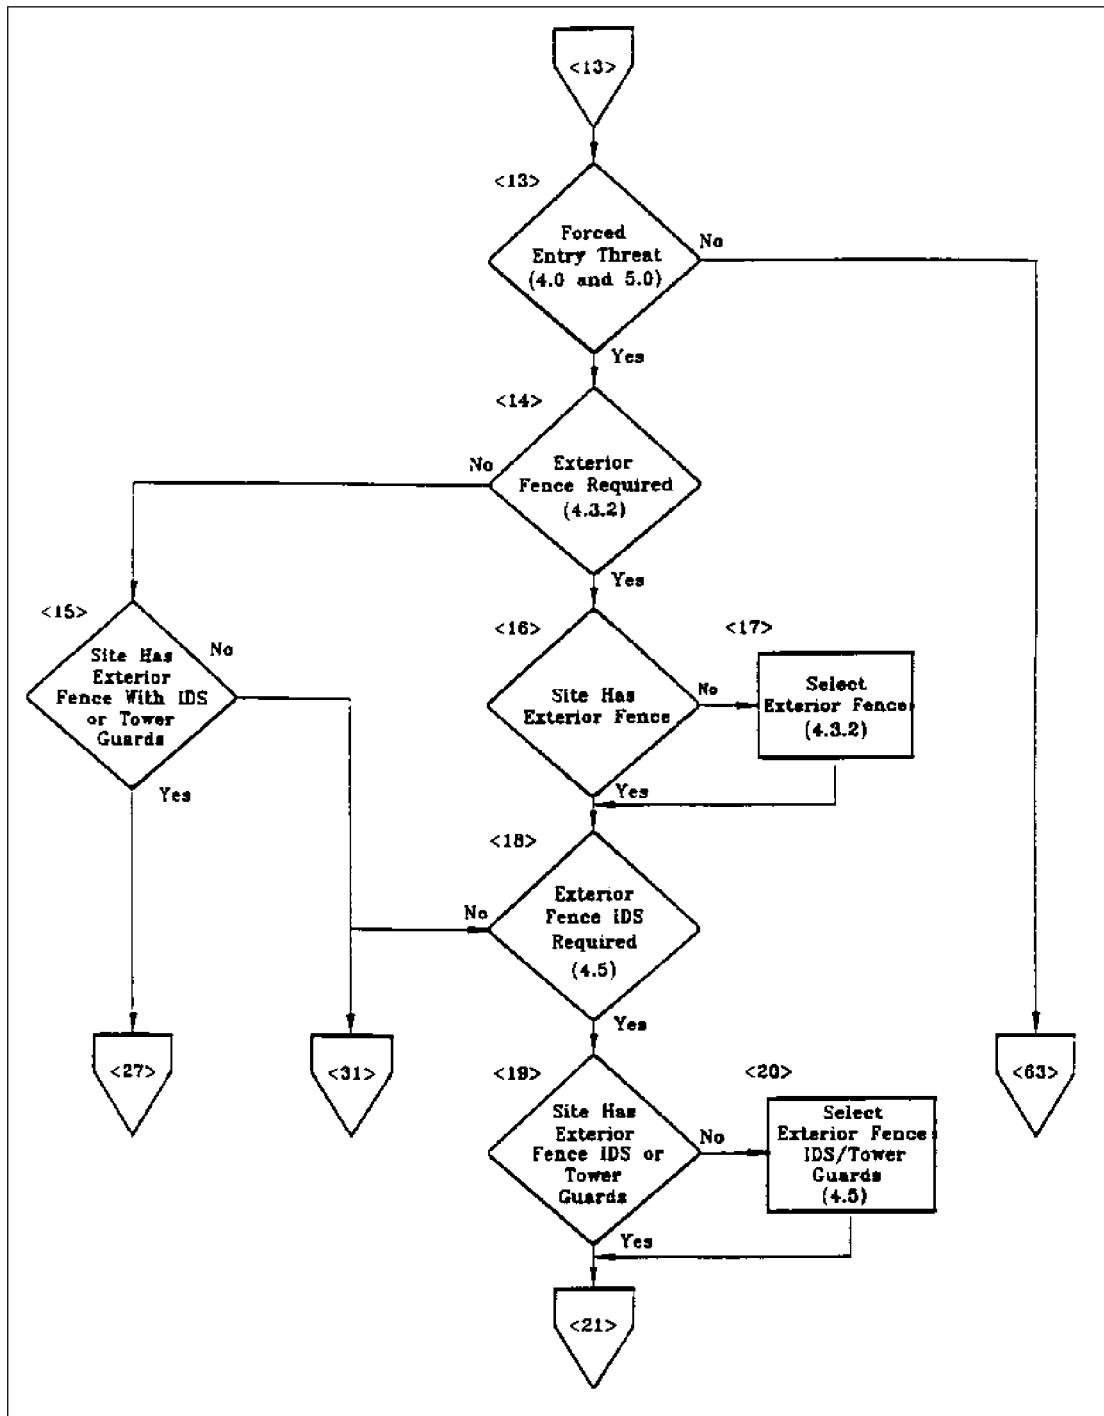 <13>
<13>
Forced
Entry Threat
(4.0 and 5.0)
No
Yes
<14>
No
Exterior
Fence Required
(4.3.2)
Yes
<15>
No
Site Has
Exterior
Fence With IDS
or Tower
Guards
Yes
<16>
Site Has
Exterior Fence
No
<17>
Select
Exterior Fence
(4.3.2)
Yes
<18>
No
Exterior
Fence IDS
Required
(4.5)
Yes
<27>
<31>
<63>
<19>
Site Has
Exterior
Fence IDS or
Tower
Guards
No
<20>
Select
Exterior Fence
IDS/Tower
Guards
(4.5)
Yes
<21>